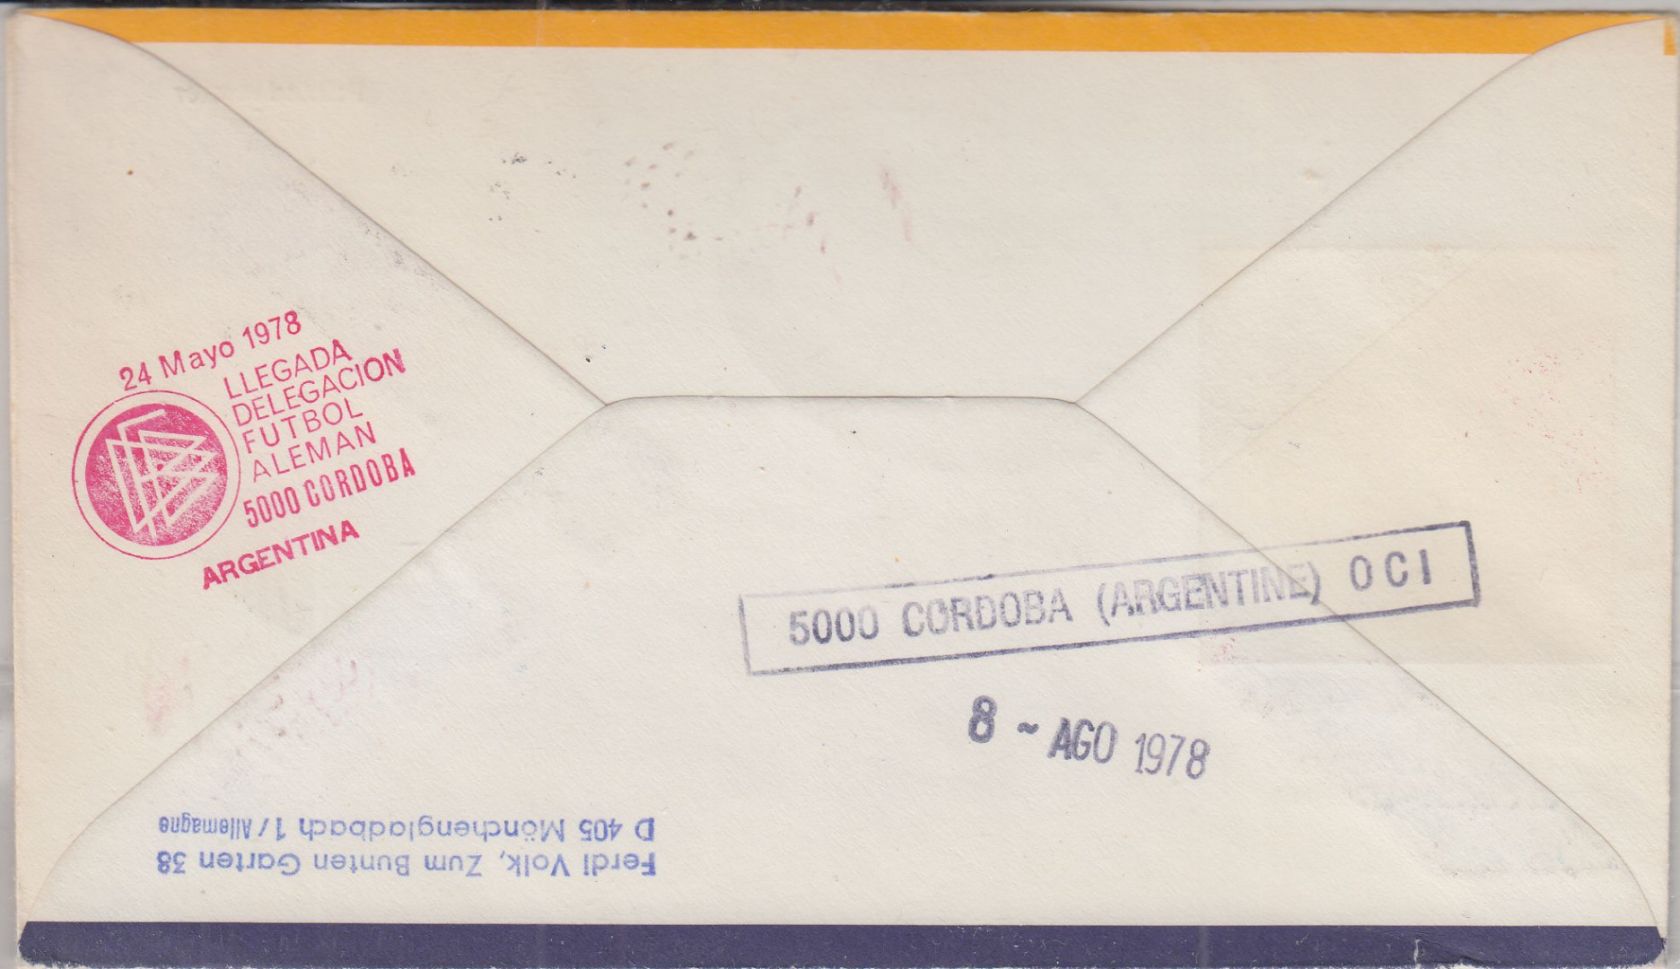 24 Mayo 1978
LLEGADA
DELEGACION
FUTBOL
ALEMAN
5000 CORDOBA
ARGENTINA
5000 CORDOBA (ARGENTINE) OCI
8 ~ AGO 1978
Ferdi Volk, Zum Bunten Garten 38
D 405 Mönchengladbach 1 / Allemagne